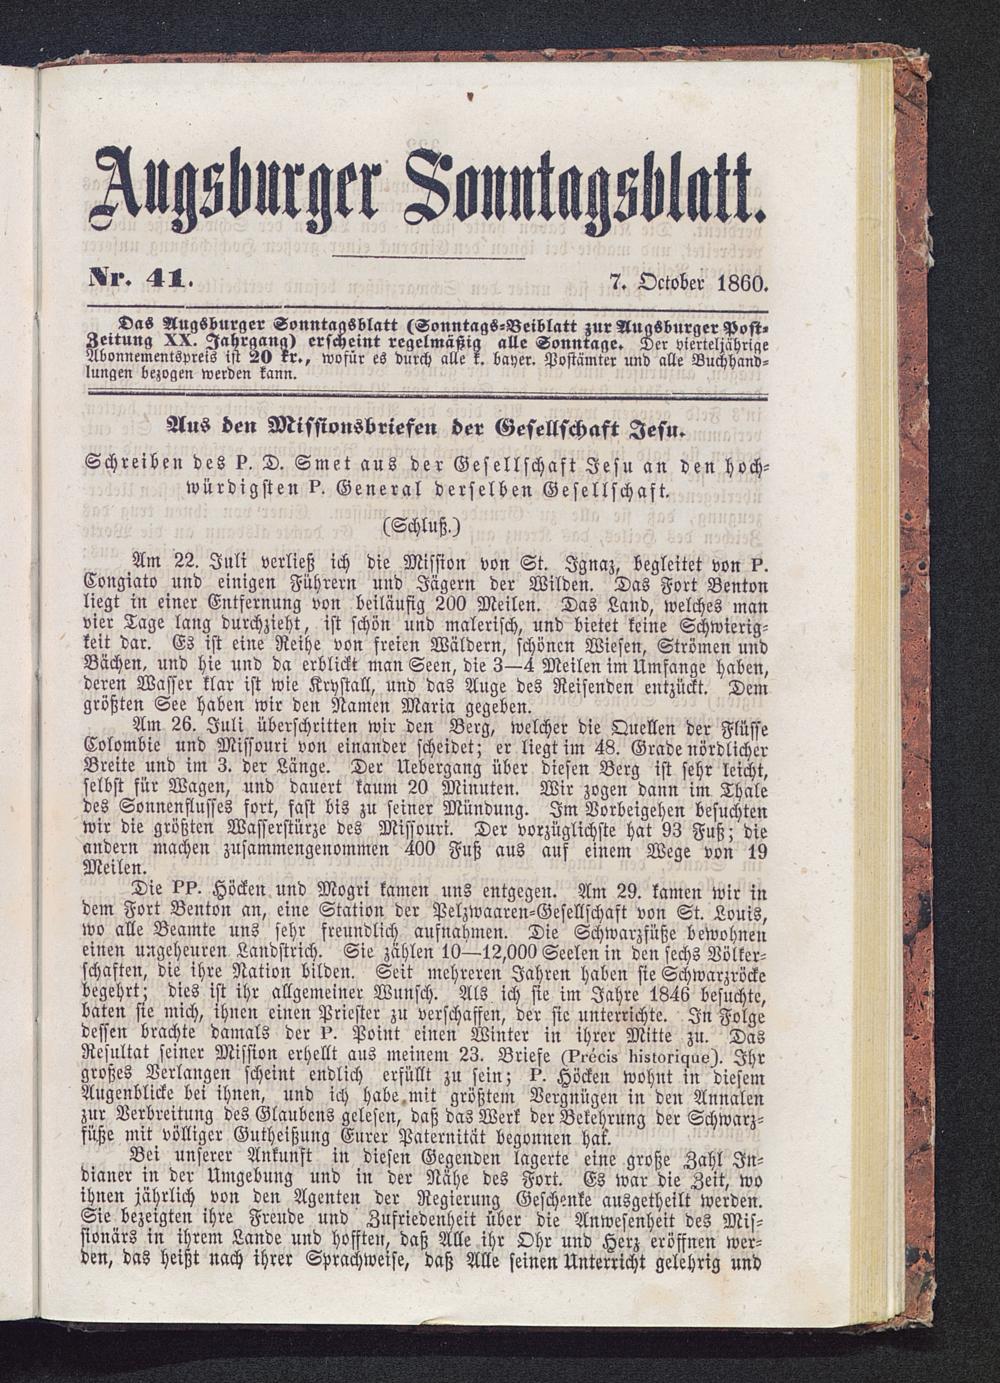 Augsburger Sonntagsblatt.
Nr. 41.
7. October 1860.
Das Augsburger Sonntagsblatt (Sonntags-Beiblatt zur Augsburger Post-
Zeitung XX. Jahrgang) erscheint regelmäßig alle Sonntage. Der vierteljährige
Abonnementspreis ist 20 kr., wofür es durch alle k. bayer. Postämter und alle Buchhand-
lungen bezogen werden kann.
Aus den Missionsbriefen der Gesellschaft Jesu.
Schreiben des P. D. Smet aus der Gesellschaft Jesu an den hoch-
würdigsten P. General derselben Gesellschaft.
(Schluß.)
Am 22. Juli verließ ich die Mission von St. Ignaz, begleitet von P.
Congiato und einigen Führern und Jägern der Wilden. Das Fort Benton
liegt in einer Entfernung von beiläufig 200 Meilen. Das Land, welches man
vier Tage lang durchzieht, ist schön und malerisch, und bietet keine Schwierig-
keit dar. Es ist eine Reihe von freien Wäldern, schönen Wiesen, Strömen und
Bächen, und hie und da erblickt man Seen, die 3—4 Meilen im Umfange haben,
deren Wasser klar ist wie Krystall, und das Auge des Reisenden entzückt. Dem
größten See haben wir den Namen Maria gegeben.
Am 26. Juli überschritten wir den Berg, welcher die Quellen der Flüsse
Colombie und Missouri von einander scheidet; er liegt im 48. Grade nördlicher
Breite und im 3. der Länge. Der Uebergang über diesen Berg ist sehr leicht,
selbst für Wagen, und dauert kaum 20 Minuten. Wir zogen dann im Thale
des Sonnenflusses fort, fast bis zu seiner Mündung. Im Vorbeigehen besuchten
wir die größten Wasserstürze des Missouri. Der vorzüglichste hat 93 Fuß; die
andern machen zusammengenommen 400 Fuß aus auf einem Wege von 19
Meilen.
Die PP. Höcken und Mogri kamen uns entgegen. Am 29. kamen wir in
dem Fort Benton an, eine Station der Pelzwaaren-Gesellschaft von St. Louis,
wo alle Beamte uns sehr freundlich aufnahmen. Die Schwarzfüße bewohnen
einen ungeheuren Landstrich. Sie zählen 10—12,000 Seelen in den sechs Völker-
schaften, die ihre Nation bilden. Seit mehreren Jahren haben sie Schwarzröcke
begehrt; dies ist ihr allgemeiner Wunsch. Als ich sie im Jahre 1846 besuchte,
baten sie mich, ihnen einen Priester zu verschaffen, der sie unterrichte. In Folge
dessen brachte damals der P. Point einen Winter in ihrer Mitte zu. Das
Resultat seiner Mission erhellt aus meinem 23. Briefe (Précis historique). Ihr
großes Verlangen scheint endlich erfüllt zu sein; P. Höcken wohnt in diesem
Augenblicke bei ihnen, und ich habe mit größtem Vergnügen in den Annalen
zur Verbreitung des Glaubens gelesen, daß das Werk der Bekehrung der Schwarz-
füße mit völliger Gutheißung Eurer Paternität begonnen hat.
Bei unserer Ankunft in diesen Gegenden lagerte eine große Zahl In-
dianer in der Umgebung und in der Nähe des Fort. Es war die Zeit, wo
ihnen jährlich von den Agenten der Regierung Geschenke ausgetheilt werden.
Sie bezeigten ihre Freude und Zufriedenheit über die Anwesenheit des Mis-
sionärs in ihrem Lande und hofften, daß Alle ihr Ohr und Herz eröffnen wer-
den, das heißt nach ihrer Sprachweise, daß Alle seinen Unterricht gelehrig und